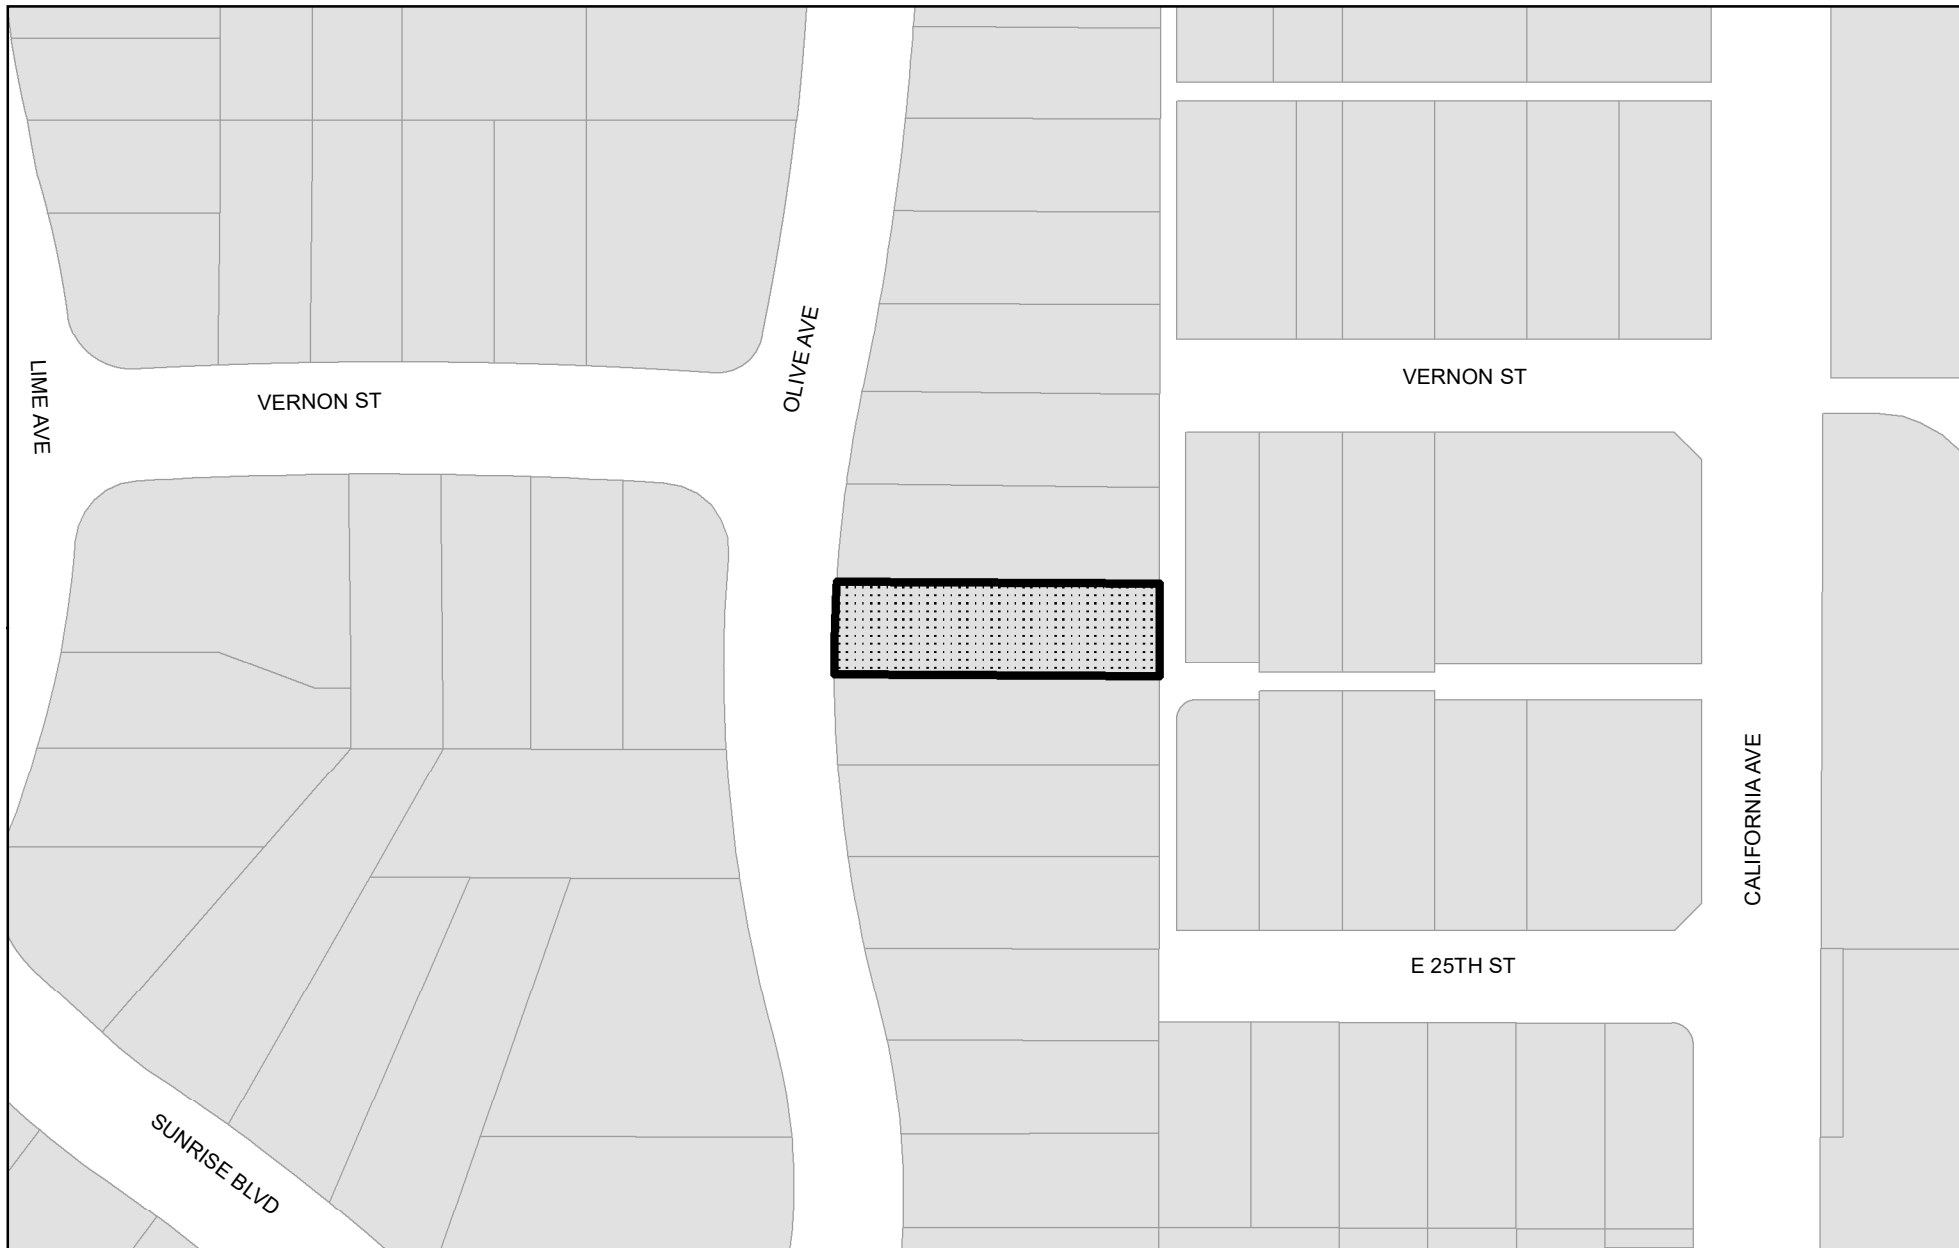 OLIVE AVE
LIME AVE
VERNON ST
VERNON ST
CALIFORNIA AVE
E 25TH ST
SUNRISE BLVD